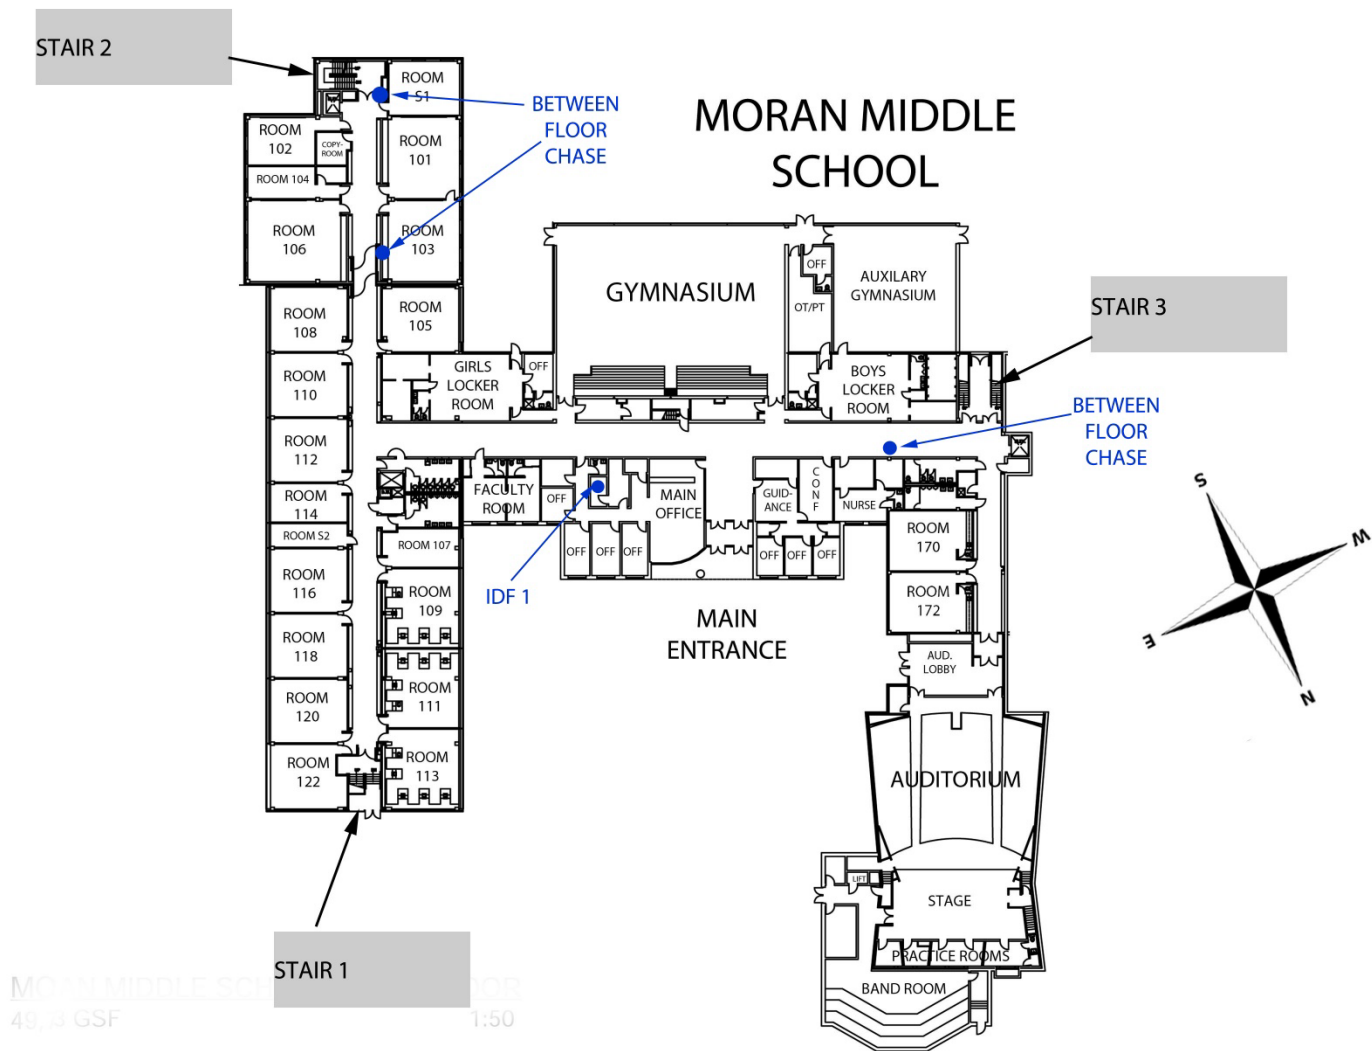 STAIR 2
MORAN MIDDLE
SCHOOL
ROOM
S1
BETWEEN
FLOOR
CHASE
ROOM
102
COPY-
ROOM
ROOM
101
ROOM 104
ROOM
106
ROOM
103
GYMNASIUM
OFF
OT/PT
AUXILARY
GYMNASIUM
STAIR 3
ROOM
108
ROOM
105
ROOM
110
GIRLS
LOCKER
ROOM
OFF
BOYS
LOCKER
ROOM
BETWEEN
FLOOR
CHASE
ROOM
112
ROOM
114
FACULTY
ROOM
OFF
MAIN
OFFICE
GUID-
ANCE
C
O
N
F
NURSE
ROOM S2
ROOM 107
OFF
OFF
OFF
OFF
OFF
OFF
ROOM
170
ROOM
116
ROOM
109
IDF 1
ROOM
172
MAIN
ENTRANCE
S
W
E
N
ROOM
118
AUD.
LOBBY
ROOM
120
ROOM
111
ROOM
122
ROOM
113
AUDITORIUM
LIFT
STAGE
PRACTICE ROOMS
BAND ROOM
STAIR 1
MIDDLE
GSF
1:50